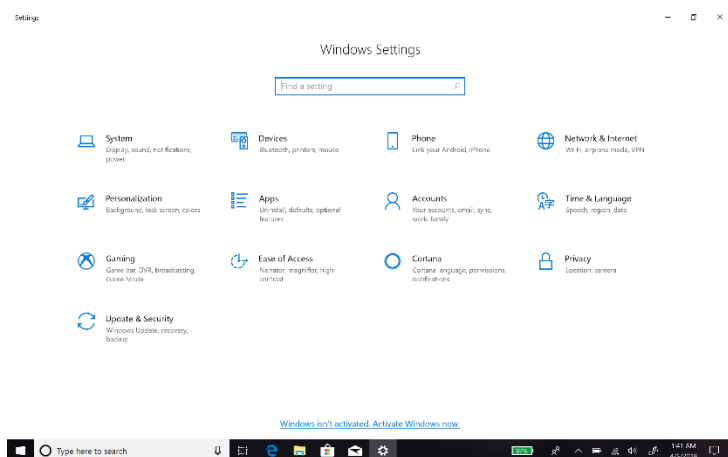 Settings
Windows Settings
Find a setting
System
Display, sound, notifications,
power
Devices
Bluetooth, printers, mouse
Phone
Link your Android, iPhone
Network & Internet
Wi-Fi, airplane mode, VPN
Personalization
Background, lock screen, colors
Apps
Uninstall, defaults, optional
features
Accounts
Your accounts, email, sync,
work, family
Time & Language
Speech, region, date
Gaming
Game bar, DVR, broadcasting,
Game Mode
Ease of Access
Narrator, magnifier, high
contrast
Cortana
Cortana language, permissions,
notifications
Privacy
Location, camera
Update & Security
Windows Update, recovery,
backup
Windows isn't activated. Activate Windows now.
Type here to search
1:41 AM